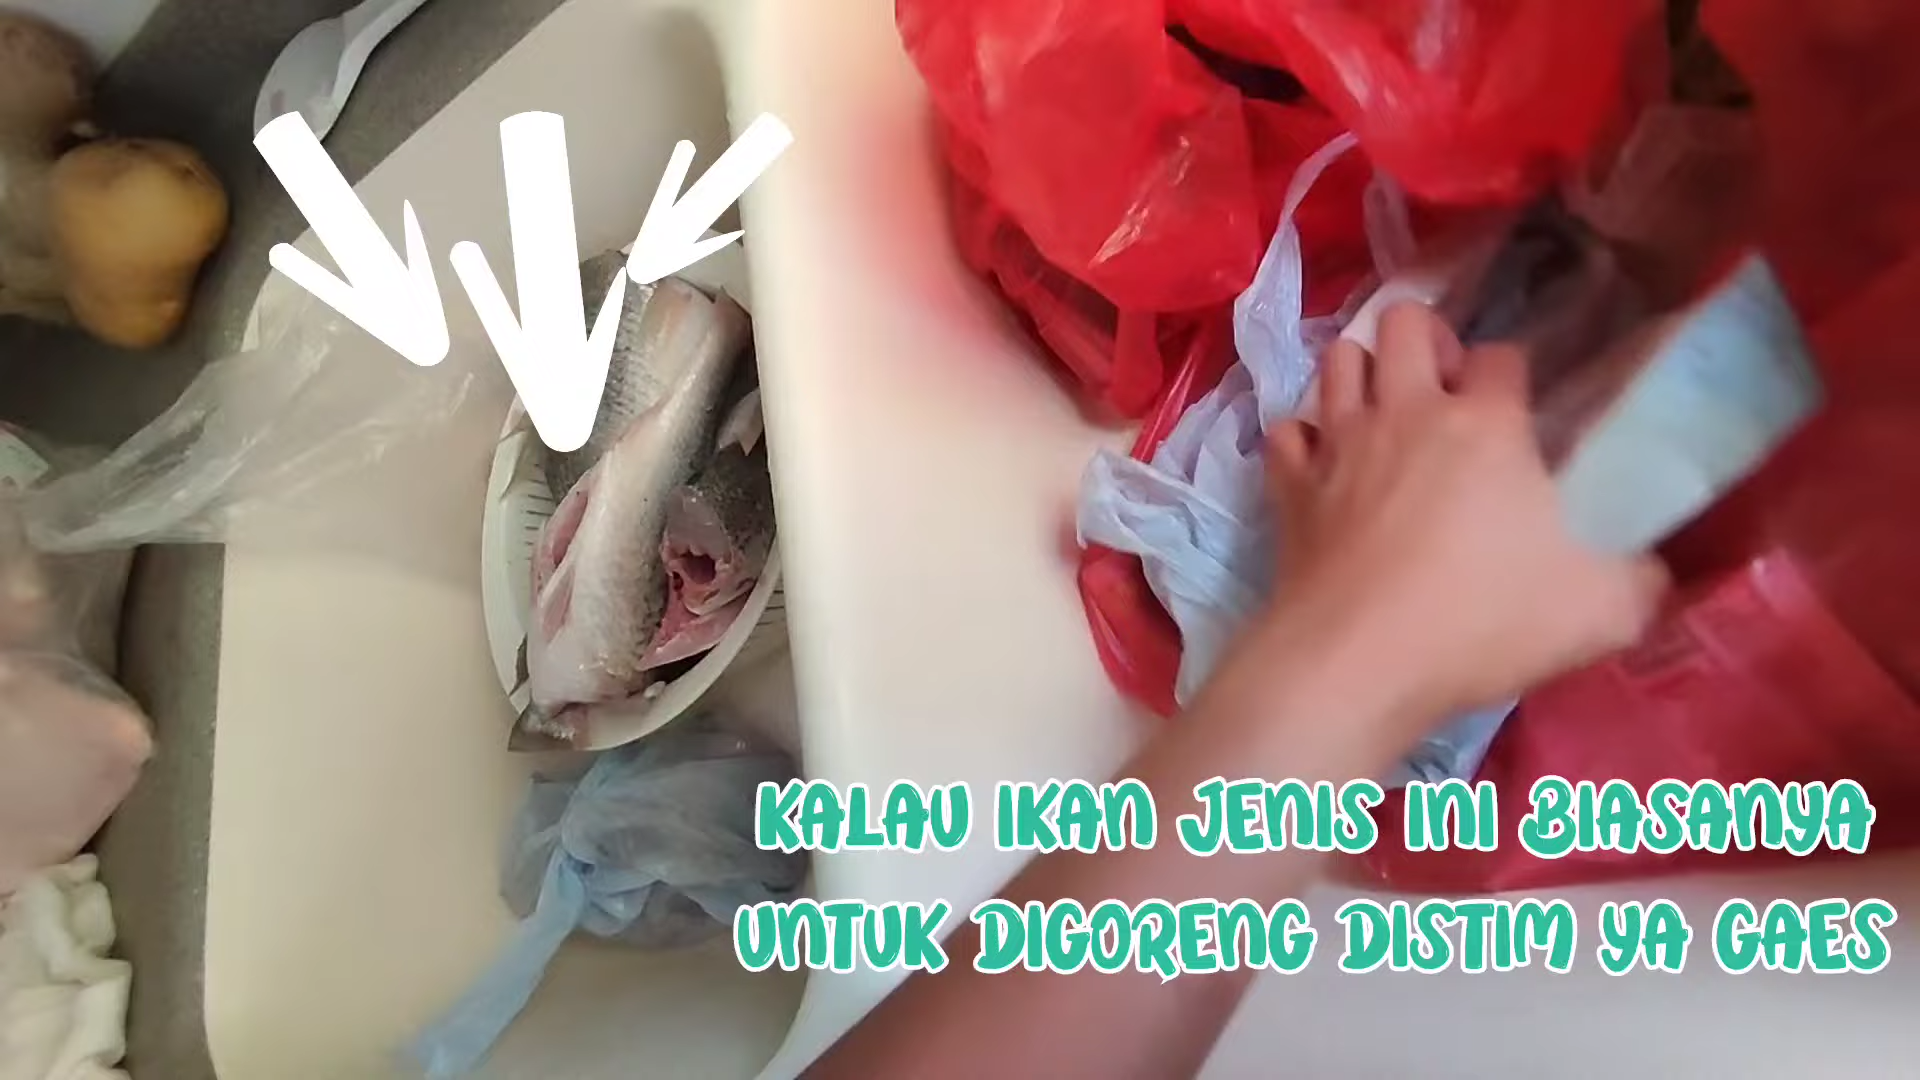 KALAU IKAN JENIS INI BIASANYA
UNTUK DIGORENG DISTIM YA GAES